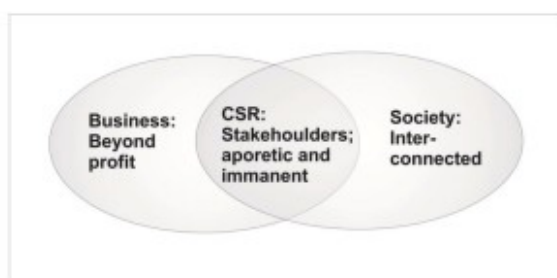 Business:
Beyond
profit
CSR:
Stakehoulders;
aporetic and
immanent
Society:
Inter-
connected